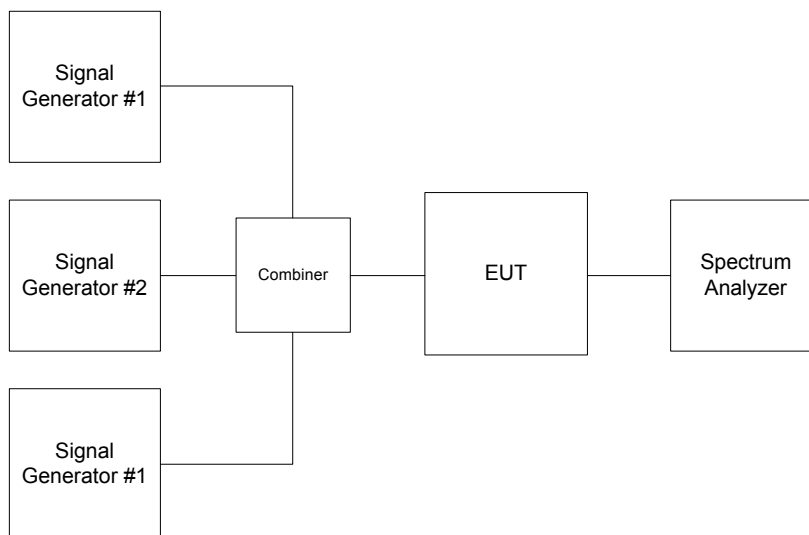 Signal
Generator #1
Signal
Generator #2
Combiner
EUT
Spectrum
Analyzer
Signal
Generator #1